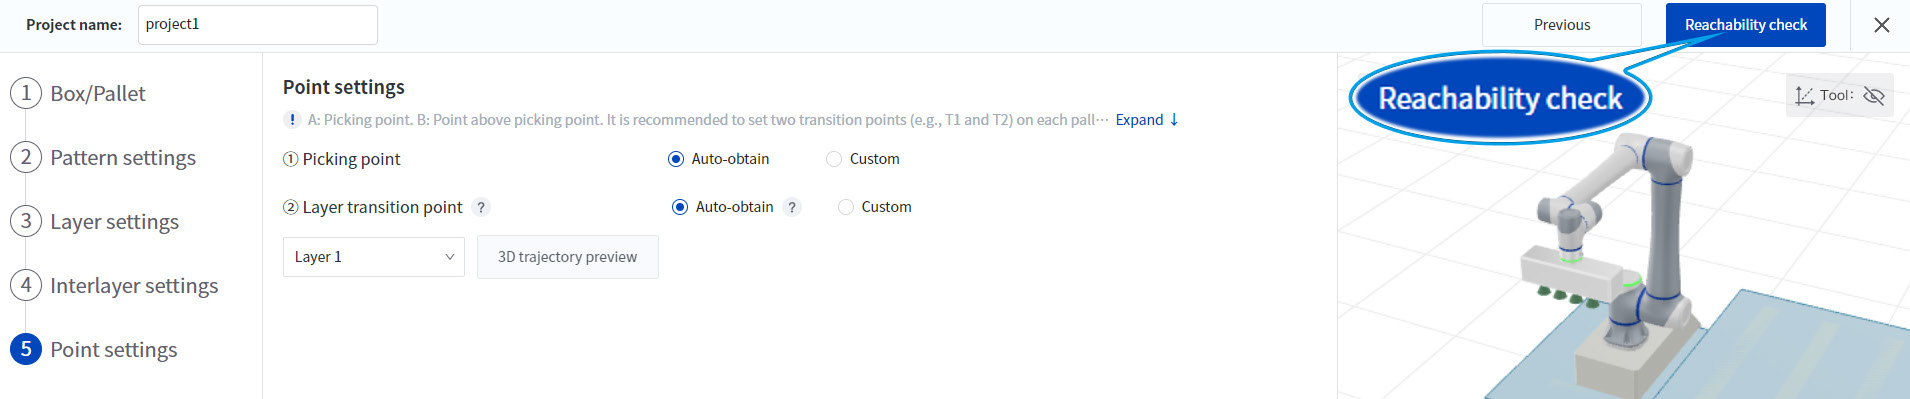 Project name: project1 Previous Reachability check
Reachability check
Tool:
1 Box/Pallet
2 Pattern settings
3 Layer settings
4 Interlayer settings
5 Point settings
Point settings
! A: Picking point. B: Point above picking point. It is recommended to set two transition points (e.g., T1 and T2) on each pall··· Expand ↓
① Picking point Auto-obtain Custom
② Layer transition point ? Auto-obtain ? Custom
Layer 1 3D trajectory preview